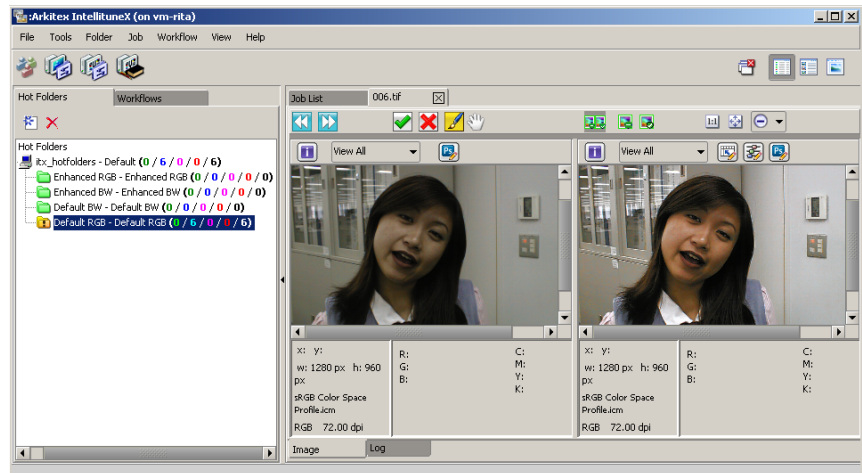 :Arkitex IntellituneX (on vm-rita)
File Tools Folder Job Workflow View Help
Hot Folders Workflows
Job List 006.tif
Hot Folders
itx_hotfolders - Default (0 / 6 / 0 / 0 / 6)
Enhanced RGB - Enhanced RGB (0 / 0 / 0 / 0 / 0)
Enhanced BW - Enhanced BW (0 / 0 / 0 / 0 / 0)
Default BW - Default BW (0 / 0 / 0 / 0 / 0)
Default RGB - Default RGB (0 / 6 / 0 / 0 / 6)
1:1
View All
Ps
View All
Ps
x: y:
w: 1280 px h: 960
px
sRGB Color Space
Profile.icm
RGB 72.00 dpi
R:
G:
B:
C:
M:
Y:
K:
x: y:
w: 1280 px h: 960
px
sRGB Color Space
Profile.icm
RGB 72.00 dpi
R:
G:
B:
C:
M:
Y:
K:
Image Log